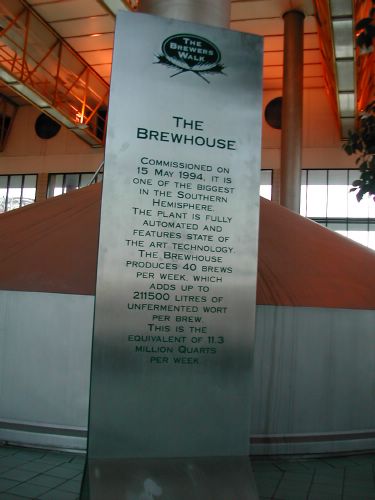 THE
BREWERS
WALK
THE
BREWHOUSE
COMMISSIONED ON
15 MAY 1994, IT IS
ONE OF THE BIGGEST
IN THE SOUTHERN
HEMISPHERE.
THE PLANT IS FULLY
AUTOMATED AND
FEATURES STATE OF
THE ART TECHNOLOGY.
THE BREWHOUSE
PRODUCES 40 BREWS
PER WEEK, WHICH
ADDS UP TO
211500 LITRES OF
UNFERMENTED WORT
PER BREW.
THIS IS THE
EQUIVALENT OF 11.3
MILLION QUARTS
PER WEEK.